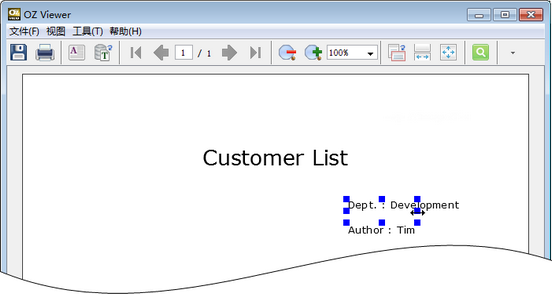 OZ Viewer
文件(F) 视图 工具(T) 帮助(H)
1 / 1 100%
Customer List
Dept. : Development
Author : Tim